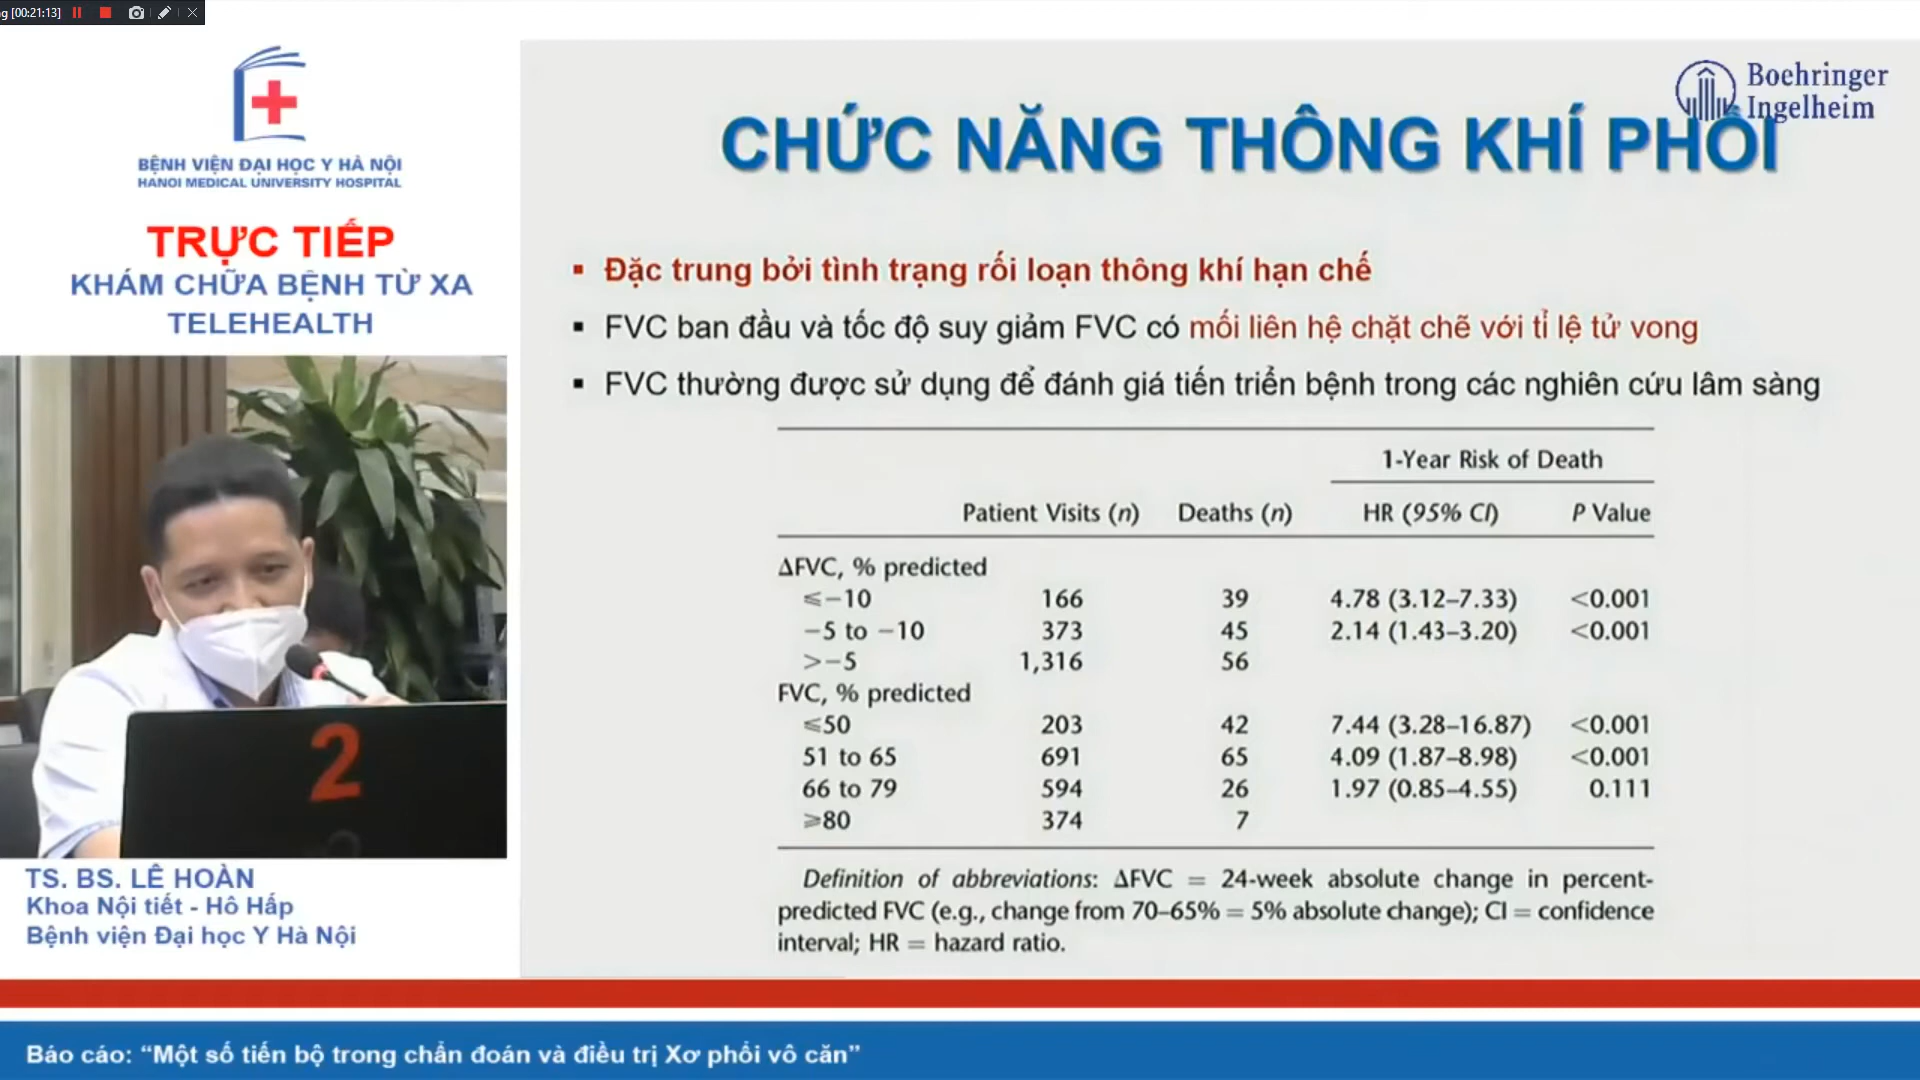 g [00:21:13]
BỆNH VIỆN ĐẠI HỌC Y HÀ NỘI
HANOI MEDICAL UNIVERSITY HOSPITAL
TRỰC TIẾP
KHÁM CHỮA BỆNH TỪ XA
TELEHEALTH
2
TS. BS. LÊ HOÀN
Khoa Nội tiết - Hô Hấp
Bệnh viện Đại học Y Hà Nội
Boehringer
Ingelheim
CHỨC NĂNG THÔNG KHÍ PHỔI
▪ Đặc trung bởi tình trạng rối loạn thông khí hạn chế
▪ FVC ban đầu và tốc độ suy giảm FVC có mối liên hệ chặt chẽ với tỉ lệ tử vong
▪ FVC thường được sử dụng để đánh giá tiến triển bệnh trong các nghiên cứu lâm sàng
1-Year Risk of Death
Patient Visits (n) Deaths (n) HR (95% CI) P Value
ΔFVC, % predicted
⩽−10 166 39 4.78 (3.12–7.33) <0.001
−5 to −10 373 45 2.14 (1.43–3.20) <0.001
>−5 1,316 56
FVC, % predicted
⩽50 203 42 7.44 (3.28–16.87) <0.001
51 to 65 691 65 4.09 (1.87–8.98) <0.001
66 to 79 594 26 1.97 (0.85–4.55) 0.111
⩾80 374 7
Definition of abbreviations: ΔFVC = 24-week absolute change in percent-
predicted FVC (e.g., change from 70–65% = 5% absolute change); CI = confidence
interval; HR = hazard ratio.
Báo cáo: “Một số tiến bộ trong chẩn đoán và điều trị Xơ phổi vô căn”